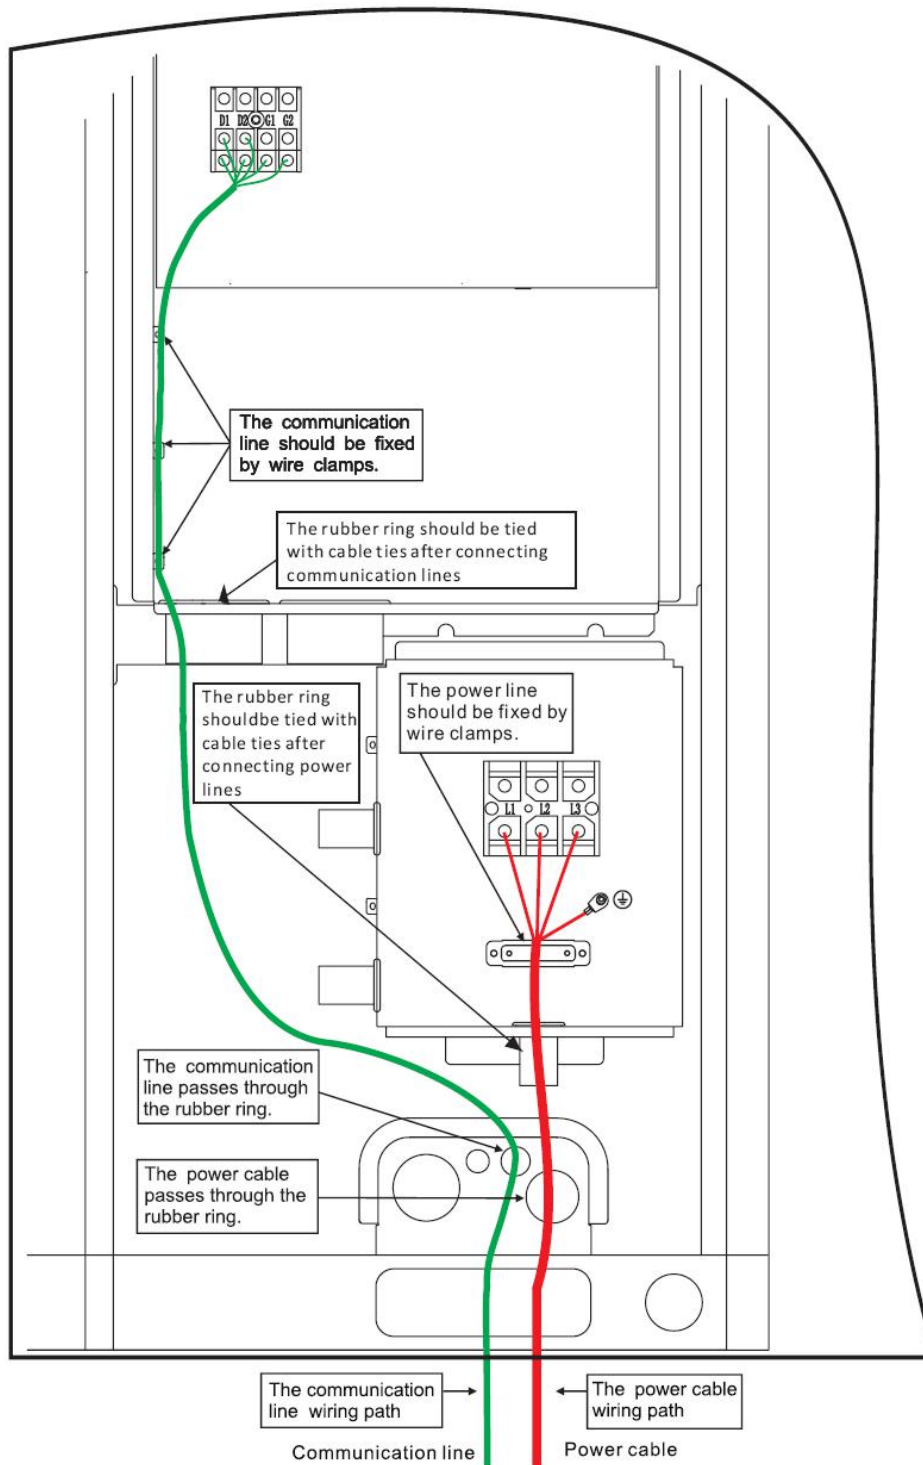 D1 D2 G1 G2
The communication
line should be fixed
by wire clamps.
The rubber ring should be tied
with cable ties after connecting
communication lines
The rubber ring
shouldbe tied with
cable ties after
connecting power
lines
The power line
should be fixed by
wire clamps.
L1 L2 L3
The communication
line passes through
the rubber ring.
The power cable
passes through the
rubber ring.
The communication
line wiring path
The power cable
wiring path
Communication line
Power cable